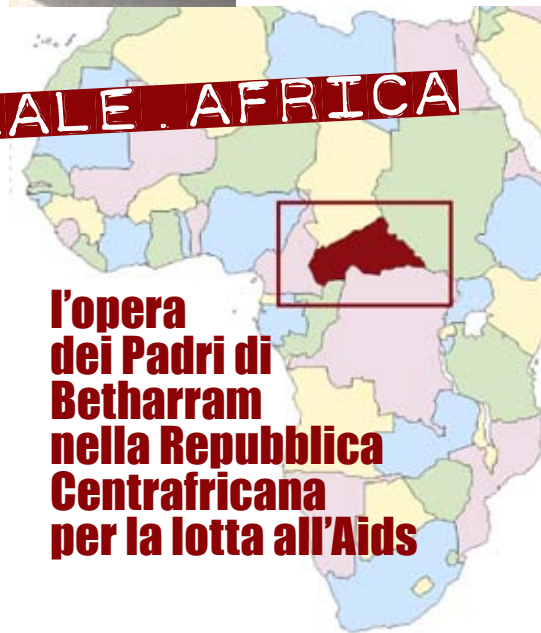 ALE.AFRICA
l'opera
dei Padri di
Betharram
nella Repubblica
Centrafricana
per la lotta all'Aids